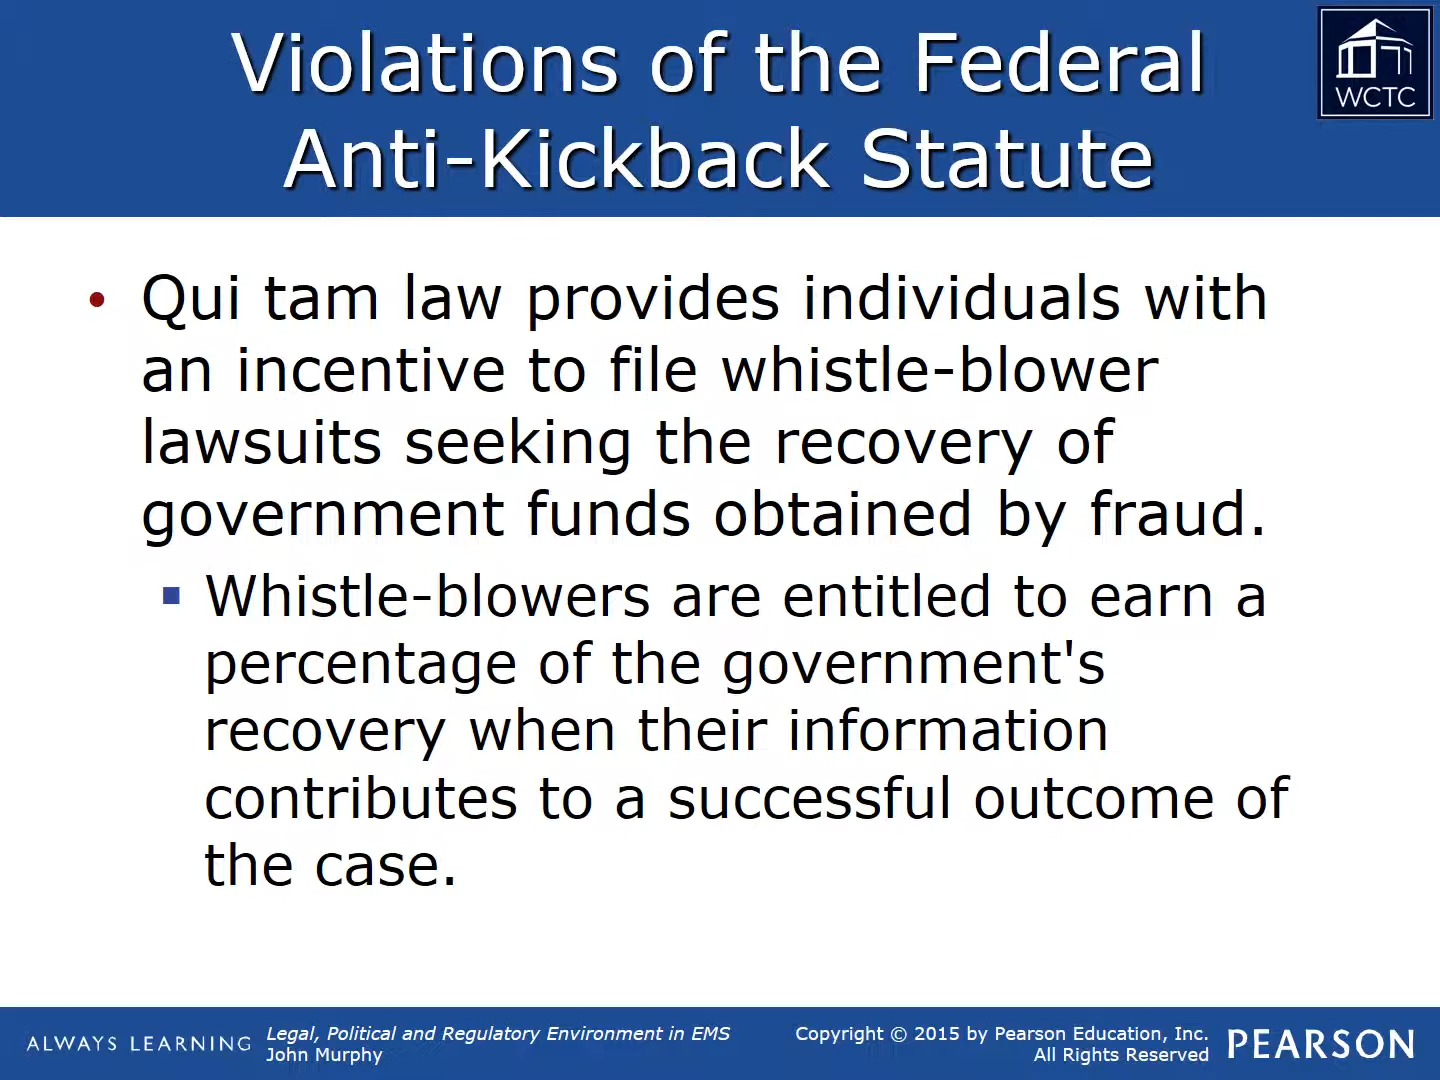 Violations of the Federal
Anti-Kickback Statute
WCTC
• Qui tam law provides individuals with
an incentive to file whistle-blower
lawsuits seeking the recovery of
government funds obtained by fraud.
▪ Whistle-blowers are entitled to earn a
percentage of the government's
recovery when their information
contributes to a successful outcome of
the case.
ALWAYS LEARNING
Legal, Political and Regulatory Environment in EMS
John Murphy
Copyright © 2015 by Pearson Education, Inc.
All Rights Reserved
PEARSON